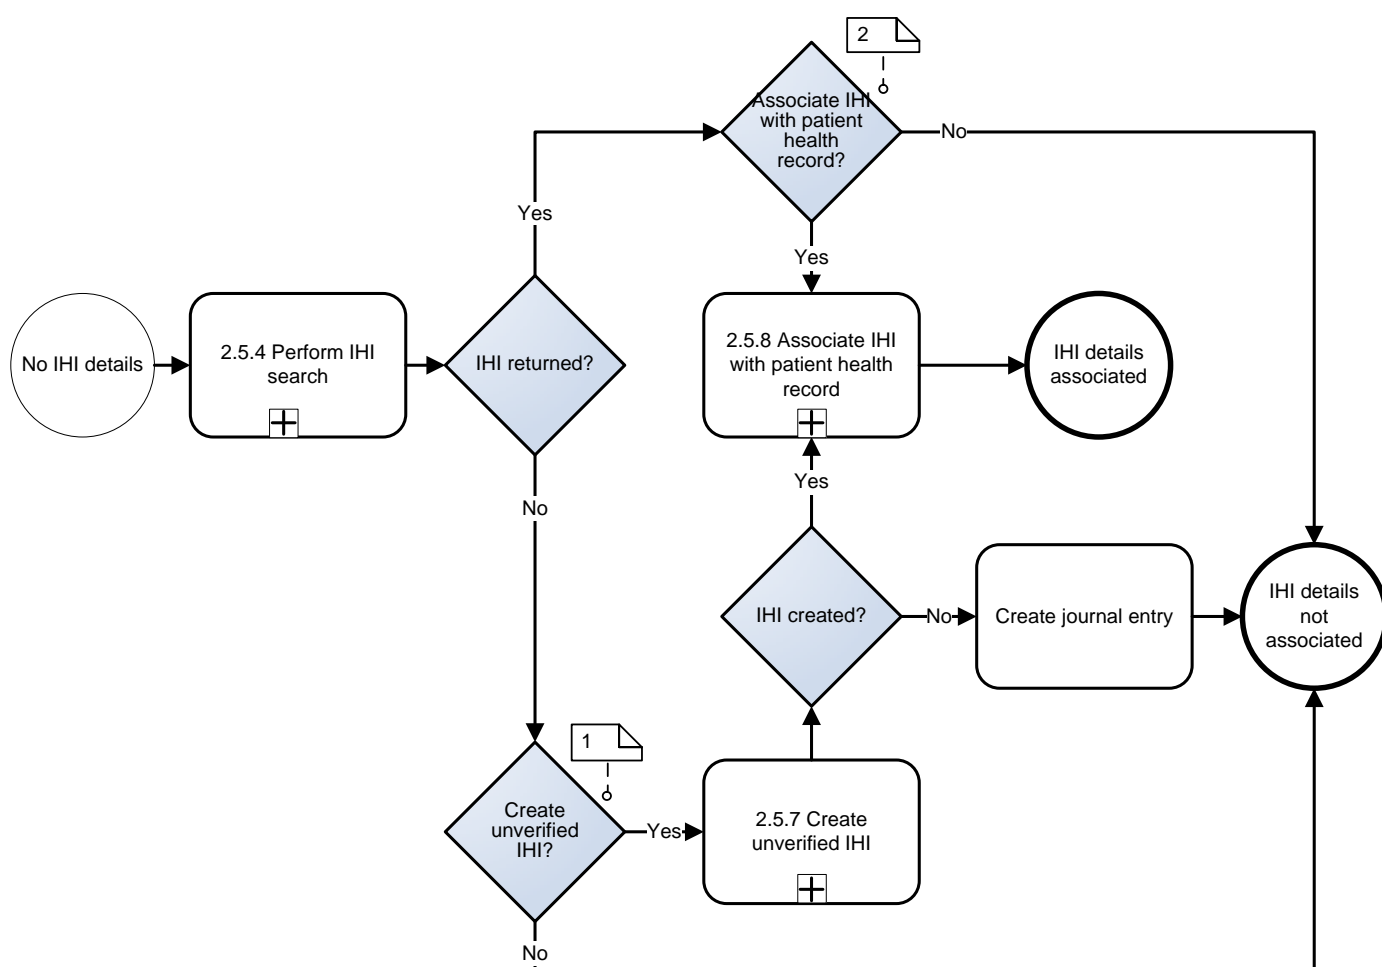 2
Associate IHI
with patient
health
record?
No
Yes
Yes
No IHI details
2.5.4 Perform IHI
search
IHI returned?
2.5.8 Associate IHI
with patient health
record
IHI details
associated
Yes
No
IHI created?
No
Create journal entry
IHI details
not
associated
1
Create
unverified
IHI?
Yes
2.5.7 Create
unverified IHI
No